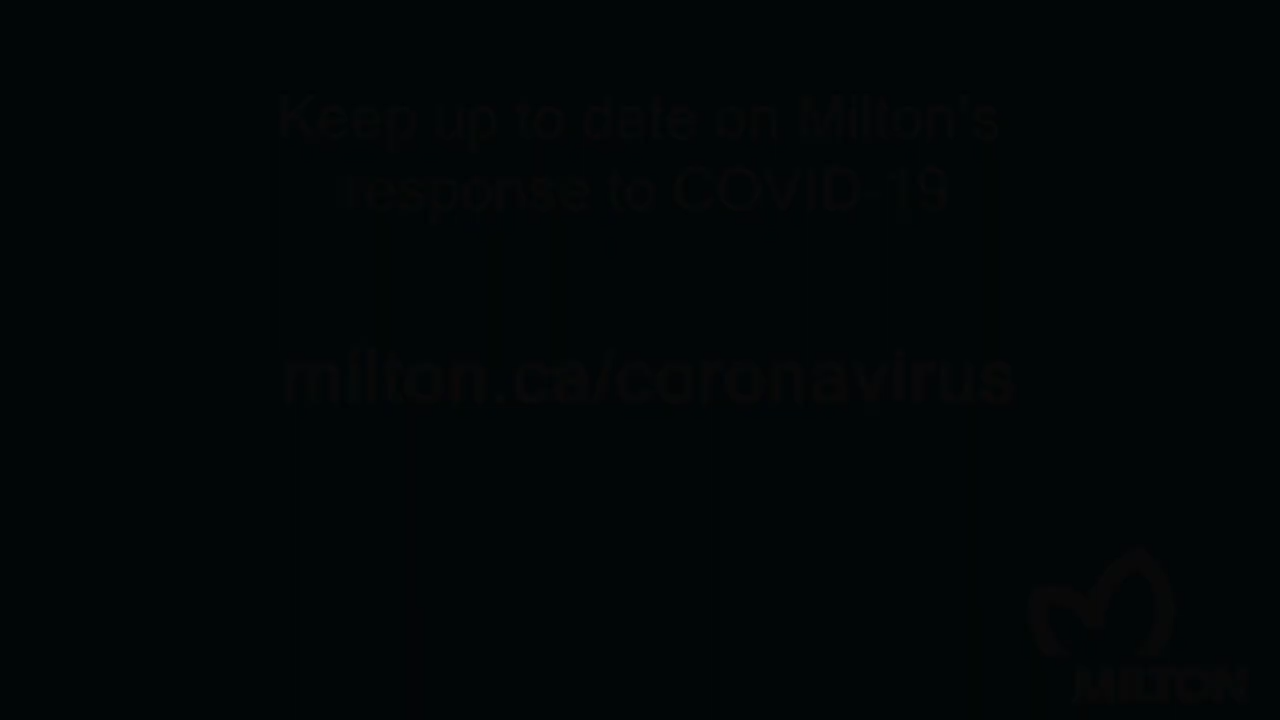 Keep up to date on Milton's
response to COVID-19
milton.ca/coronavirus
MILTON